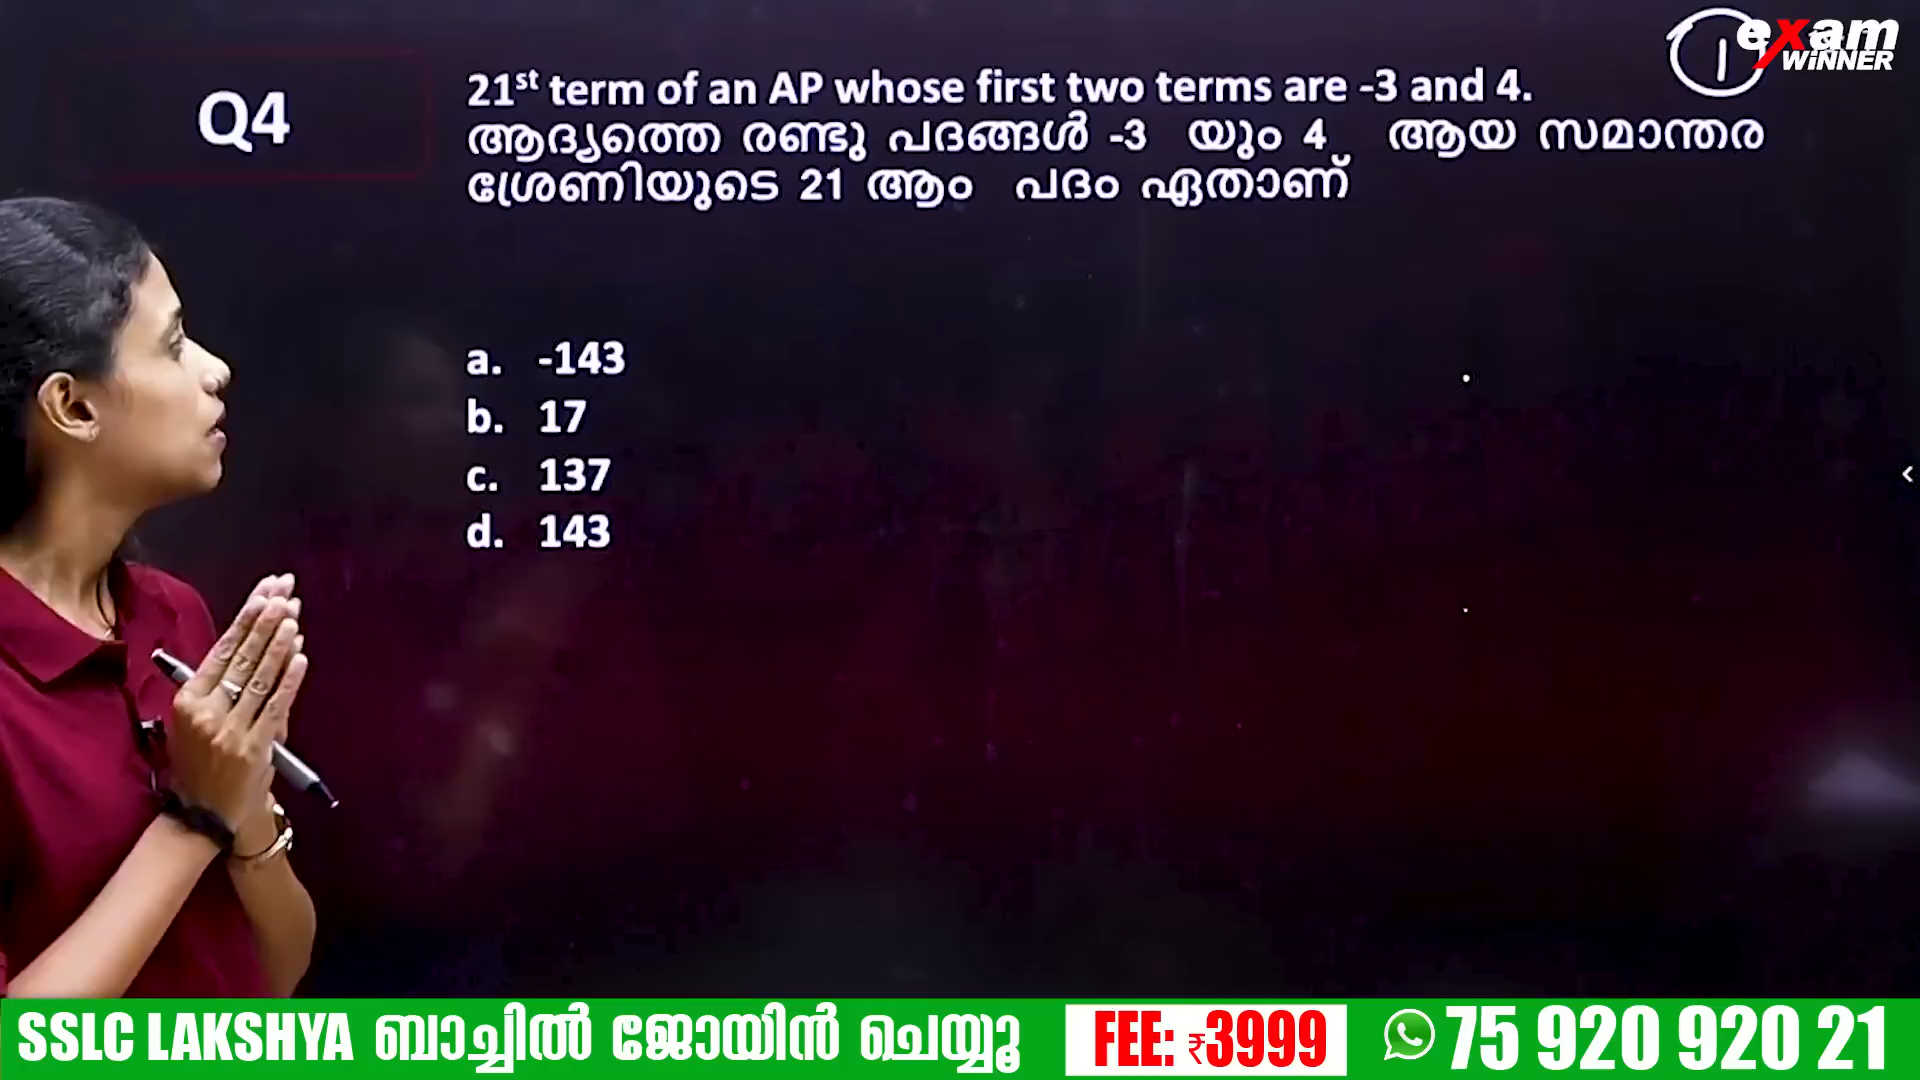 1
exam
WINNER
Q4
21st term of an AP whose first two terms are -3 and 4.
ആദ്യത്തെ രണ്ടു പദങ്ങൾ -3 യും 4 ആയ സമാന്തര
ശ്രേണിയുടെ 21 ആം പദം ഏതാണ്
a. -143
b. 17
c. 137
d. 143
SSLC LAKSHYA ബാച്ചിൽ ജോയിൻ ചെയ്യൂ
FEE: ₹3999
75 920 920 21